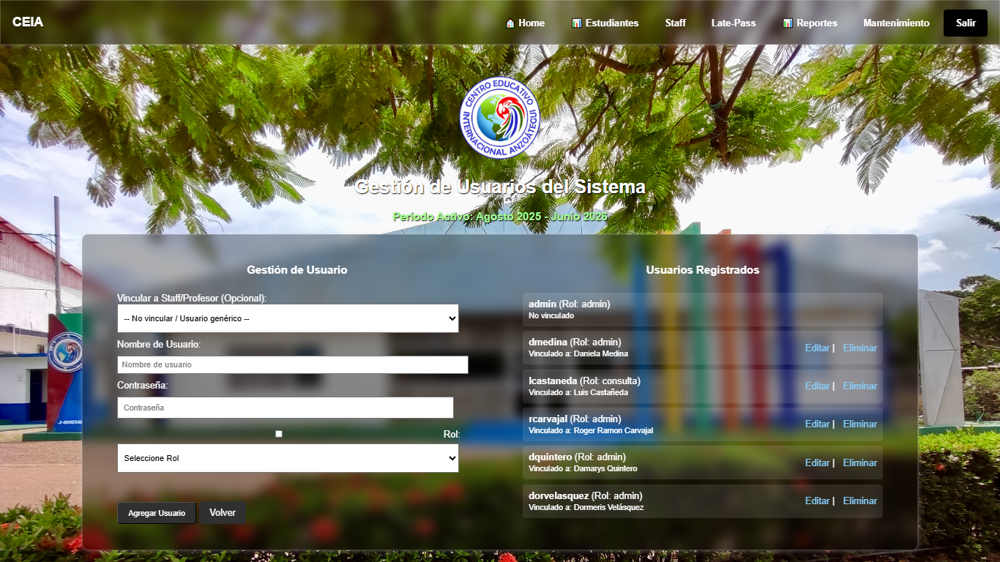 CEIA
Home
Estudiantes
Staff
Late-Pass
Reportes
Mantenimiento
Salir
CENTRO EDUCATIVO
INTERNACIONAL ANZOÁTEGUI
Gestión de Usuarios del Sistema
Periodo Activo: Agosto 2025 - Junio 2026
Gestión de Usuario
Vincular a Staff/Profesor (Opcional):
-- No vincular / Usuario genérico --
Nombre de Usuario:
Nombre de usuario
Contraseña:
Contraseña
Rol:
Seleccione Rol
Agregar Usuario
Volver
Usuarios Registrados
admin (Rol: admin)
No vinculado
dmedina (Rol: admin)
Vinculado a: Daniela Medina
Editar | Eliminar
lcastaneda (Rol: consulta)
Vinculado a: Luis Castañeda
Editar | Eliminar
rcarvajal (Rol: admin)
Vinculado a: Roger Ramon Carvajal
Editar | Eliminar
dquintero (Rol: admin)
Vinculado a: Damarys Quintero
Editar | Eliminar
dorvelasquez (Rol: admin)
Vinculado a: Dormeris Velásquez
Editar | Eliminar